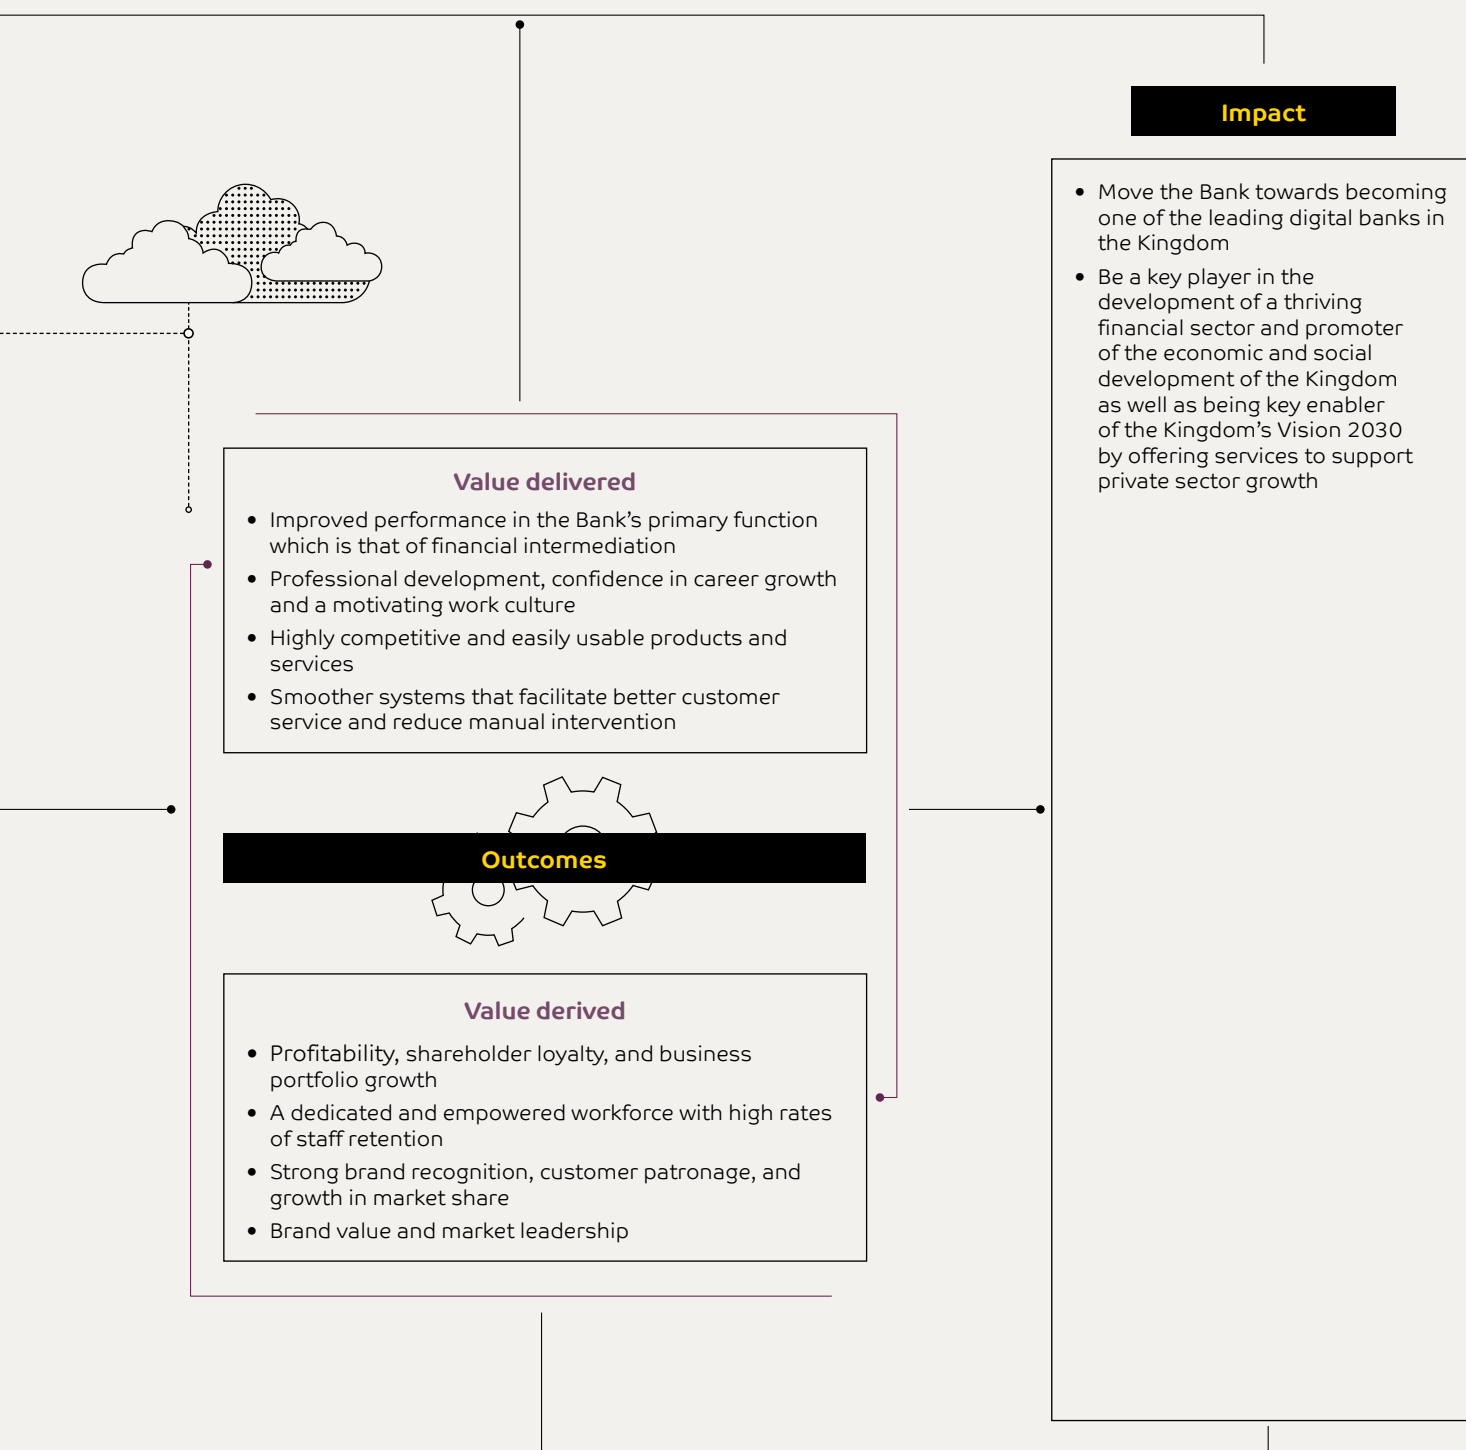 Impact
• Move the Bank towards becoming
one of the leading digital banks in
the Kingdom
• Be a key player in the
development of a thriving
financial sector and promoter
of the economic and social
development of the Kingdom
as well as being key enabler
of the Kingdom's Vision 2030
by offering services to support
private sector growth
Value delivered
• Improved performance in the Bank's primary function
which is that of financial intermediation
• Professional development, confidence in career growth
and a motivating work culture
• Highly competitive and easily usable products and
services
• Smoother systems that facilitate better customer
service and reduce manual intervention
Outcomes
Value derived
• Profitability, shareholder loyalty, and business
portfolio growth
• A dedicated and empowered workforce with high rates
of staff retention
• Strong brand recognition, customer patronage, and
growth in market share
• Brand value and market leadership